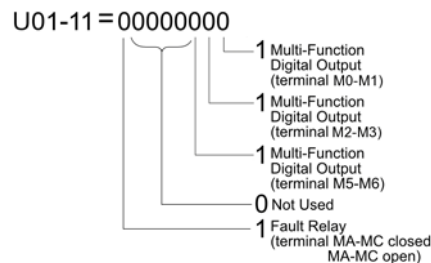 U01-11=00000000
1 Multi-Function
Digital Output
(terminal M0-M1)
1 Multi-Function
Digital Output
(terminal M2-M3)
1 Multi-Function
Digital Output
(terminal M5-M6)
0 Not Used
1 Fault Relay
(terminal MA-MC closed
MA-MC open)